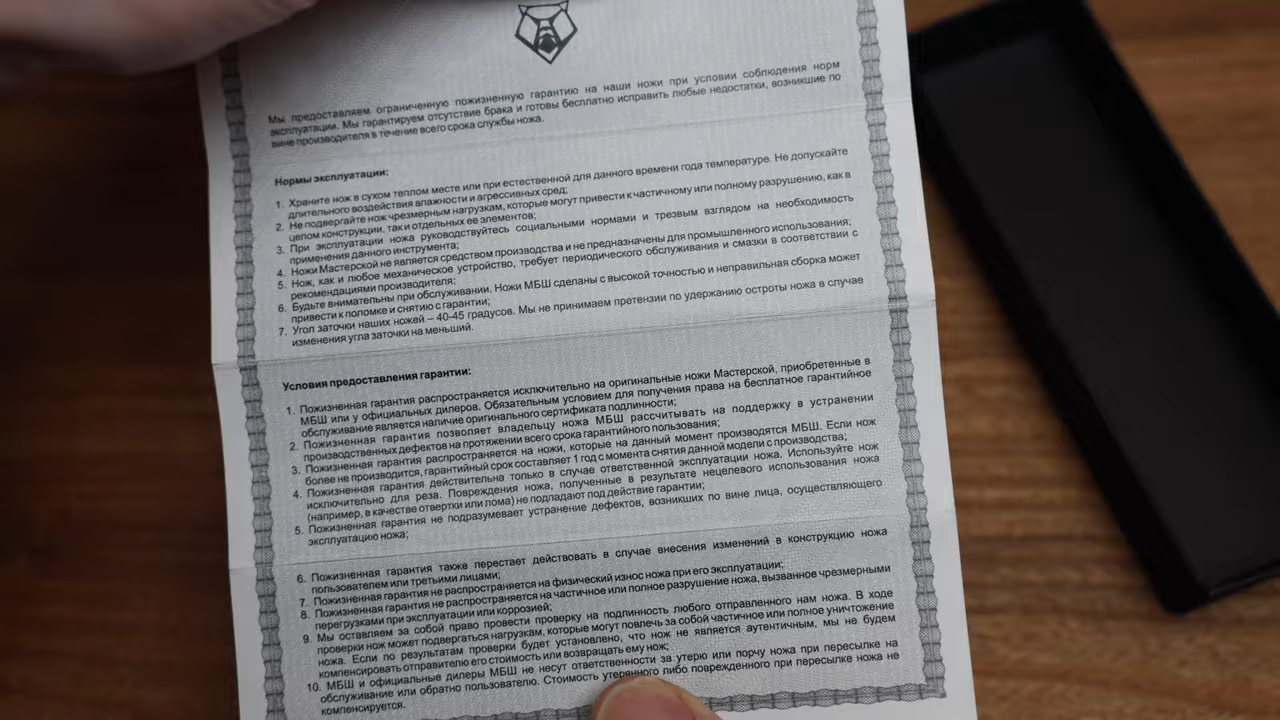 Мы предоставляем ограниченную пожизненную гарантию на наши ножи при условии соблюдения норм
эксплуатации. Мы гарантируем отсутствие брака и готовы бесплатно исправить любые недостатки, возникшие по
вине производителя в течение всего срока службы ножа.
Нормы эксплуатации:
1. Храните нож в сухом теплом месте или при естественной для данного времени года температуре. Не допускайте
длительного воздействия влажности и агрессивных сред;
2. Не подвергайте нож чрезмерным нагрузкам, которые могут привести к частичному или полному разрушению, как в
целом конструкции, так и отдельных ее элементов;
3. При эксплуатации ножа руководствуйтесь социальными нормами и трезвым взглядом на необходимость
применения данного инструмента;
4. Ножи Мастерской не является средством производства и не предназначены для промышленного использования;
5. Нож, как и любое механическое устройство, требует периодического обслуживания и смазки в соответствии с
рекомендациями производителя;
6. Будьте внимательны при обслуживании. Ножи МБШ сделаны с высокой точностью и неправильная сборка может
привести к поломке и снятию с гарантии;
7. Угол заточки наших ножей – 40-45 градусов. Мы не принимаем претензии по удержанию остроты ножа в случае
изменения угла заточки на меньший.
Условия предоставления гарантии:
1. Пожизненная гарантия распространяется исключительно на оригинальные ножи Мастерской, приобретенные в
МБШ или у официальных дилеров. Обязательным условием для получения права на бесплатное гарантийное
обслуживание является наличие оригинального сертификата подлинности;
2. Пожизненная гарантия позволяет владельцу ножа МБШ рассчитывать на поддержку в устранении
производственных дефектов на протяжении всего срока гарантийного пользования;
3. Пожизненная гарантия распространяется на ножи, которые на данный момент производятся МБШ. Если нож
более не производится, гарантийный срок составляет 1 год с момента снятия данной модели с производства;
4. Пожизненная гарантия действительна только в случае ответственной эксплуатации ножа. Используйте нож
исключительно для реза. Повреждения ножа, полученные в результате нецелевого использования ножа
(например, в качестве отвертки или лома) не подпадают под действие гарантии;
5. Пожизненная гарантия не подразумевает устранение дефектов, возникших по вине лица, осуществляющего
эксплуатацию ножа;
6. Пожизненная гарантия также перестает действовать в случае внесения изменений в конструкцию ножа
пользователем или третьими лицами;
7. Пожизненная гарантия не распространяется на физический износ ножа при его эксплуатации;
8. Пожизненная гарантия не распространяется на частичное или полное разрушение ножа, вызванное чрезмерными
перегрузками при эксплуатации или коррозией;
9. Мы оставляем за собой право провести проверку на подлинность любого отправленного нам ножа. В ходе
проверки нож может подвергаться нагрузкам, которые могут повлечь за собой частичное или полное уничтожение
ножа. Если по результатам проверки будет установлено, что нож не является аутентичным, мы не будем
компенсировать отправителю его стоимость или возвращать ему нож;
10. МБШ и официальные дилеры МБШ не несут ответственности за утерю или порчу ножа при пересылке на
обслуживание или обратно пользователю. Стоимость утерянного либо поврежденного при пересылке ножа не
компенсируется.